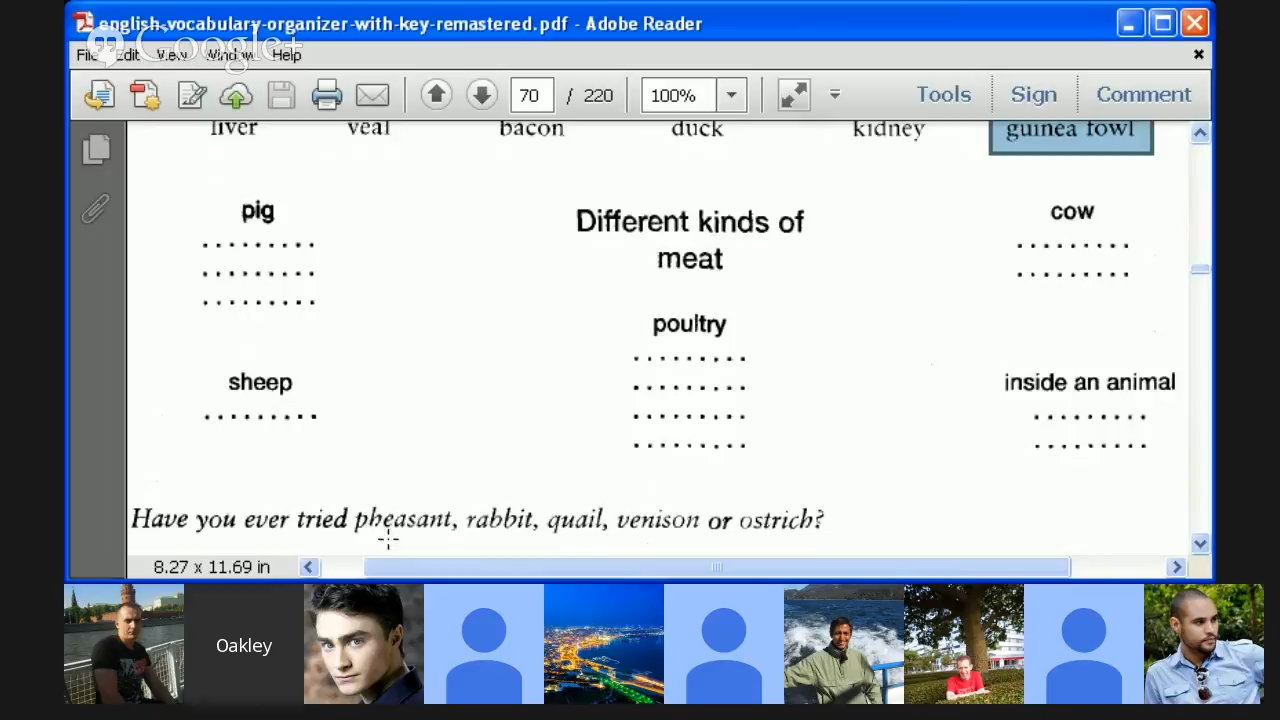 english-vocabulary-organizer-with-key-remastered.pdf - Adobe Reader
Google+
File Edit View Window Help
70 / 220 100% Tools Sign Comment
liver veal bacon duck kidney guinea fowl
pig Different kinds of meat cow
poultry
sheep inside an animal
Have you ever tried pheasant, rabbit, quail, venison or ostrich?
8.27 x 11.69 in
Oakley